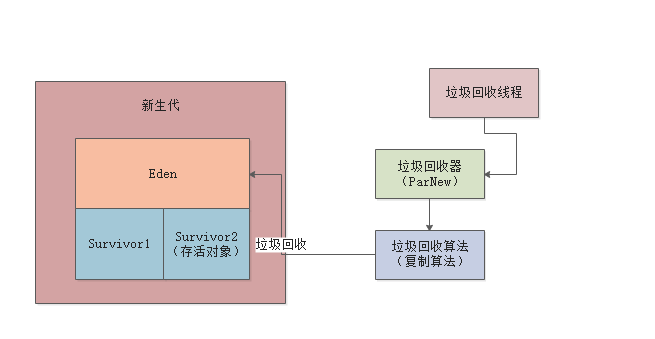 新生代
Eden
Survivor1
Survivor2
（存活对象）
垃圾回收
垃圾回收线程
垃圾回收器
（ParNew）
垃圾回收算法
（复制算法）